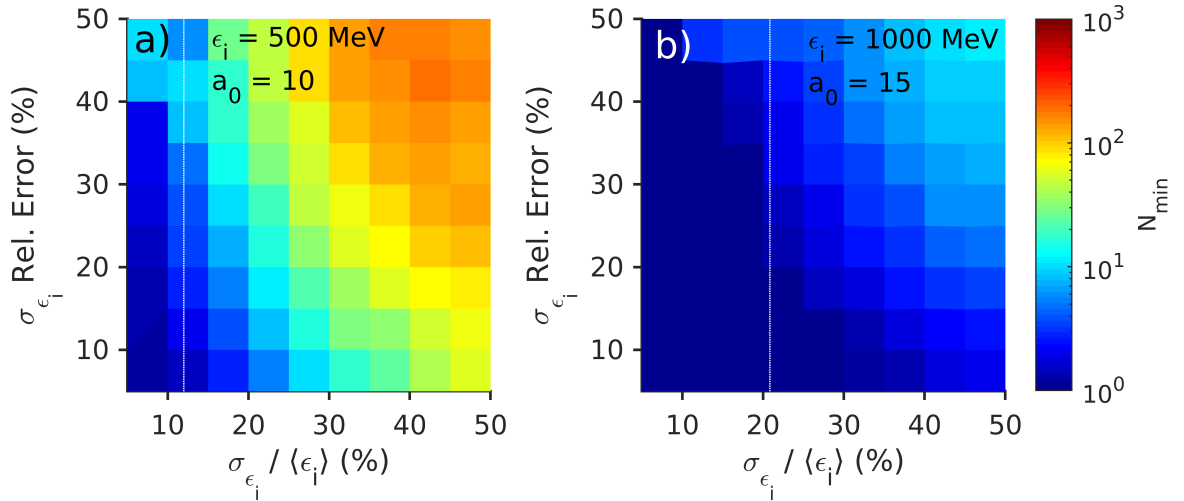 a)
ϵ_i = 500 MeV
a_0 = 10
50
40
30
20
10
σ_ϵ_i Rel. Error (%)
10 20 30 40 50
σ_ϵ_i / ⟨ϵ_i⟩ (%)
b)
ϵ_i = 1000 MeV
a_0 = 15
50
40
30
20
10
σ_ϵ_i Rel. Error (%)
10 20 30 40 50
σ_ϵ_i / ⟨ϵ_i⟩ (%)
10^3
10^2
10^1
10^0
N_min